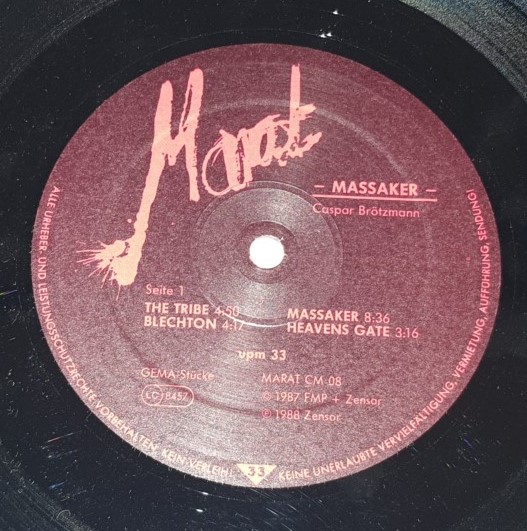 Marat
– MASSAKER –
Caspar Brötzmann
Seite 1
THE TRIBE 4:50
BLECHTON 4:17
MASSAKER 8:36
HEAVENS GATE 3:16
upm 33
GEMA-Stücke
LC 8457
MARAT CM 08
© 1987 FMP + Zensor
© 1988 Zensor
ALLE URHEBER- UND LEISTUNGSSCHUTZRECHTE VORBEHALTEN. KEIN VERLEIH! KEINE UNERLAUBTE VERVIELFÄLTIGUNG, VERMIETUNG, AUFFÜHRUNG, SENDUNG!
33